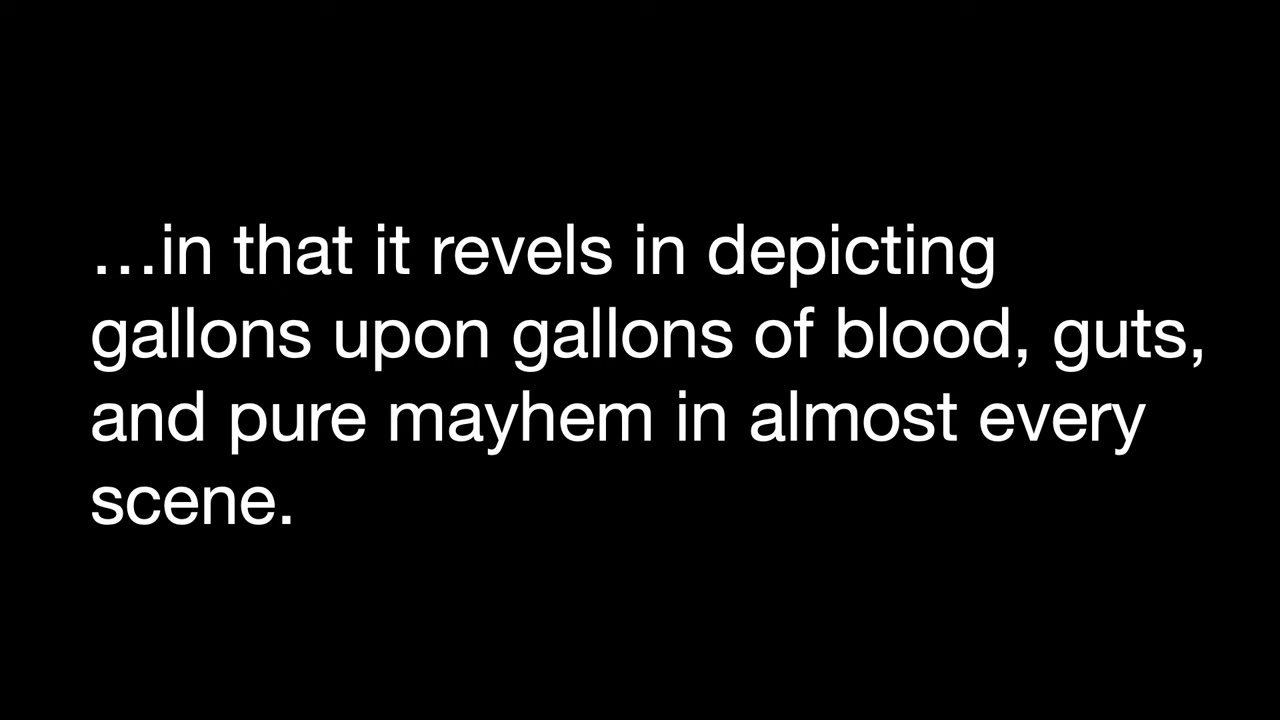 …in that it revels in depicting
gallons upon gallons of blood, guts,
and pure mayhem in almost every
scene.